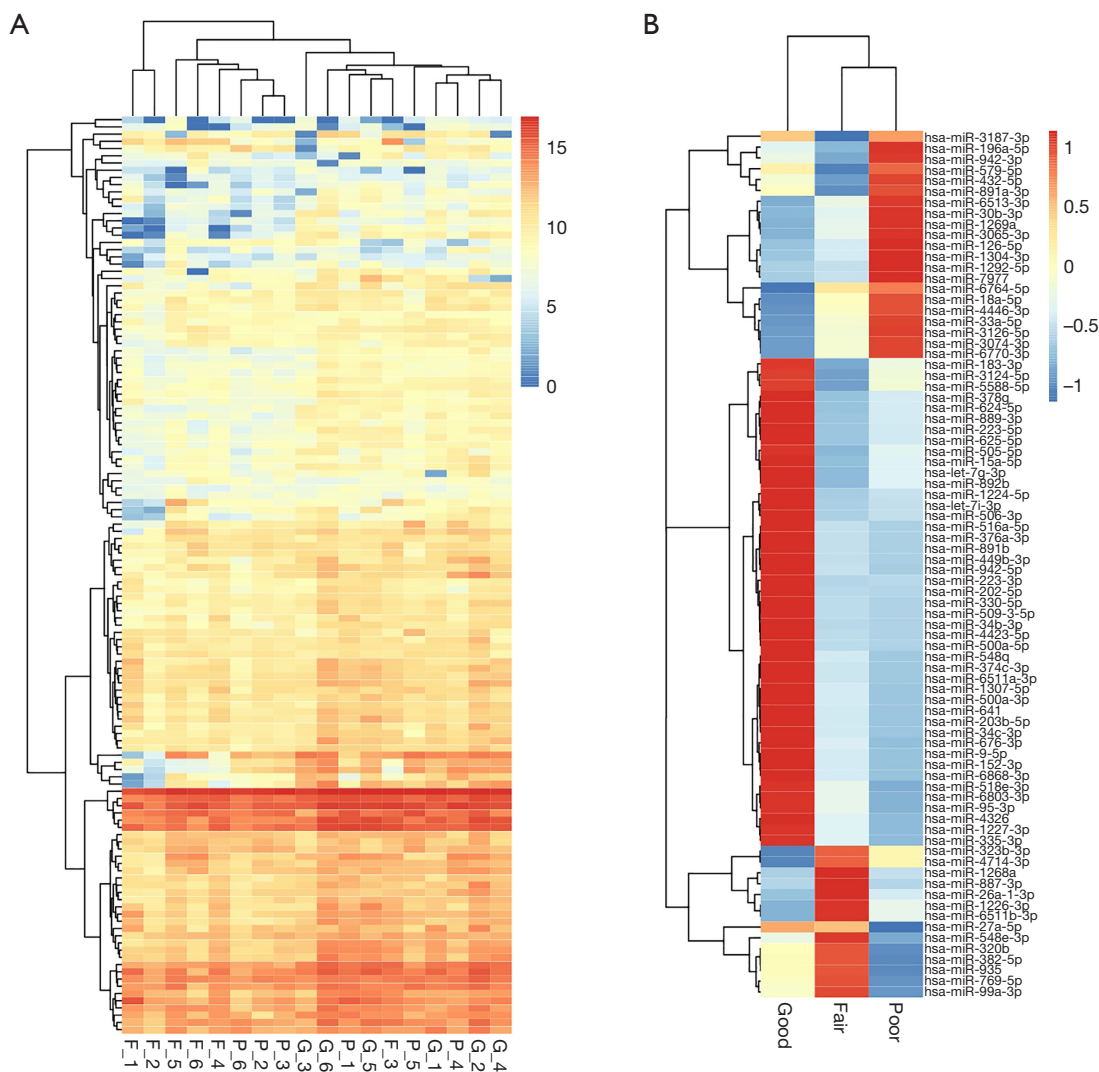 A
15
10
5
0
F_1
F_2
F_5
F_6
F_4
P_6
P_2
P_3
G_3
G_6
P_1
G_5
F_3
P_5
G_1
P_4
G_2
G_4
B
hsa-miR-3187-3p
hsa-miR-196a-5p
hsa-miR-942-3p
hsa-miR-579-5p
hsa-miR-432-5p
hsa-miR-891a-3p
hsa-miR-6513-3p
hsa-miR-30b-3p
hsa-miR-1269a
hsa-miR-3065-3p
hsa-miR-126-5p
hsa-miR-1304-3p
hsa-miR-1292-5p
hsa-miR-7977
hsa-miR-6764-5p
hsa-miR-18a-5p
hsa-miR-4446-3p
hsa-miR-33a-5p
hsa-miR-3126-5p
hsa-miR-3074-3p
hsa-miR-6770-3p
hsa-miR-183-3p
hsa-miR-3124-5p
hsa-miR-5588-5p
hsa-miR-378g
hsa-miR-624-5p
hsa-miR-889-3p
hsa-miR-223-5p
hsa-miR-625-5p
hsa-miR-505-5p
hsa-miR-15a-5p
hsa-let-7g-3p
hsa-miR-892b
hsa-miR-1224-5p
hsa-let-7i-3p
hsa-miR-506-3p
hsa-miR-516a-5p
hsa-miR-376a-3p
hsa-miR-891b
hsa-miR-449b-3p
hsa-miR-942-5p
hsa-miR-223-3p
hsa-miR-202-5p
hsa-miR-330-5p
hsa-miR-509-3-5p
hsa-miR-34b-3p
hsa-miR-4423-5p
hsa-miR-500a-5p
hsa-miR-548q
hsa-miR-374c-3p
hsa-miR-6511a-3p
hsa-miR-1307-5p
hsa-miR-500a-3p
hsa-miR-641
hsa-miR-203b-5p
hsa-miR-34c-3p
hsa-miR-676-3p
hsa-miR-9-5p
hsa-miR-152-3p
hsa-miR-6868-3p
hsa-miR-518e-3p
hsa-miR-6803-3p
hsa-miR-95-3p
hsa-miR-4326
hsa-miR-1227-3p
hsa-miR-335-3p
hsa-miR-323b-3p
hsa-miR-4714-3p
hsa-miR-1268a
hsa-miR-887-3p
hsa-miR-26a-1-3p
hsa-miR-1226-3p
hsa-miR-6511b-3p
hsa-miR-27a-5p
hsa-miR-548e-3p
hsa-miR-320b
hsa-miR-382-5p
hsa-miR-935
hsa-miR-769-5p
hsa-miR-99a-3p
1
0.5
0
−0.5
−1
Good
Fair
Poor